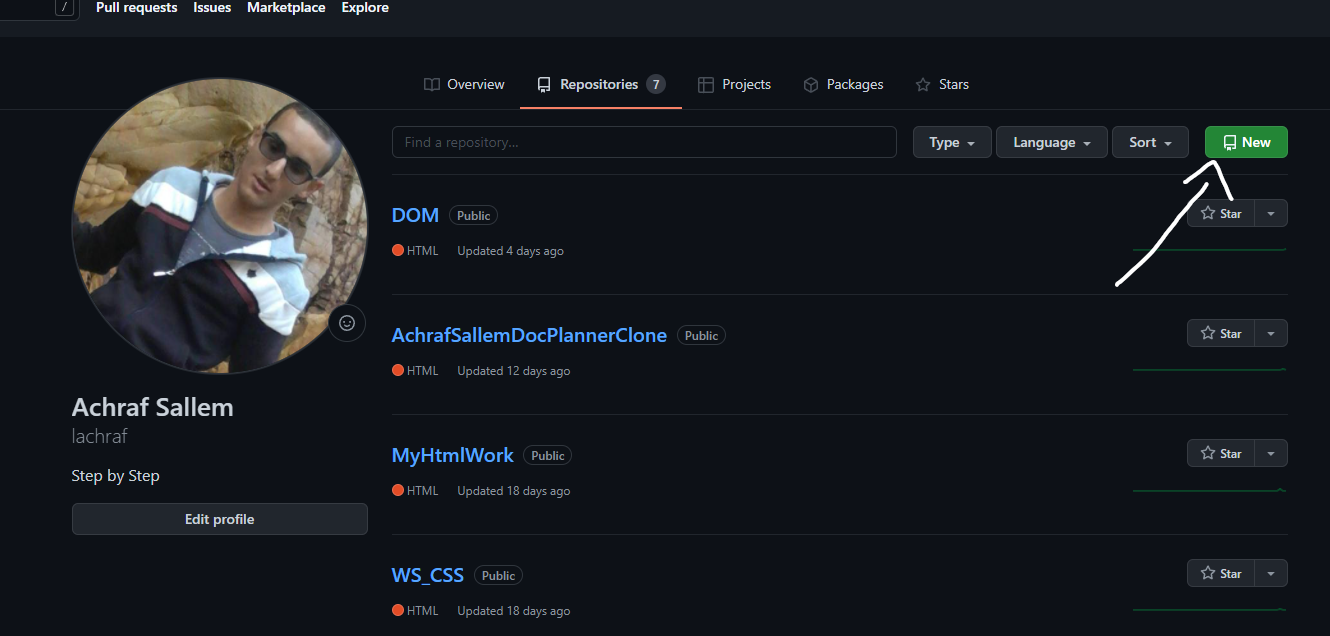 / Pull requests Issues Marketplace Explore
Overview Repositories 7 Projects Packages Stars
Find a repository... Type Language Sort New
DOM Public Star
HTML Updated 4 days ago
AchrafSallemDocPlannerClone Public Star
HTML Updated 12 days ago
Achraf Sallem
lachraf
MyHtmlWork Public Star
Step by Step
HTML Updated 18 days ago
Edit profile
WS_CSS Public Star
HTML Updated 18 days ago